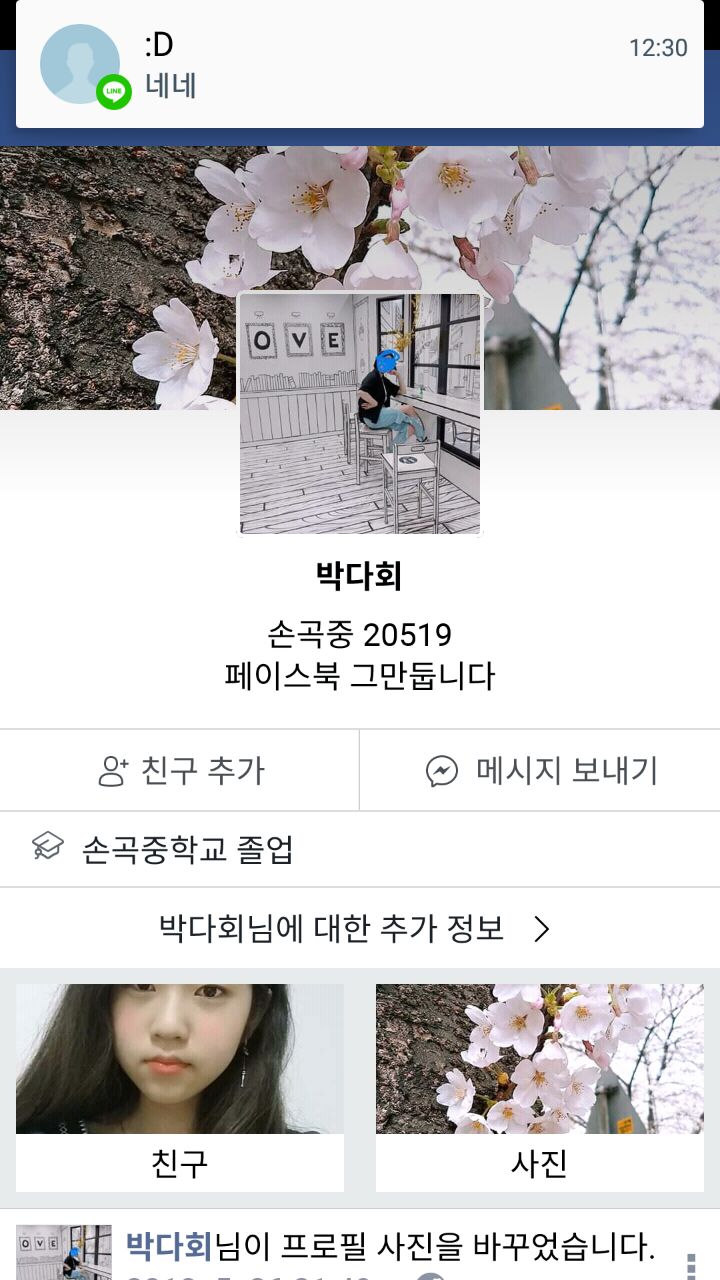 :D
12:30
LINE
네네
OVE
박다회
손곡중 20519
페이스북 그만둡니다
친구 추가
메시지 보내기
손곡중학교 졸업
박다회님에 대한 추가 정보
친구
사진
OVE
박다회님이 프로필 사진을 바꾸었습니다.